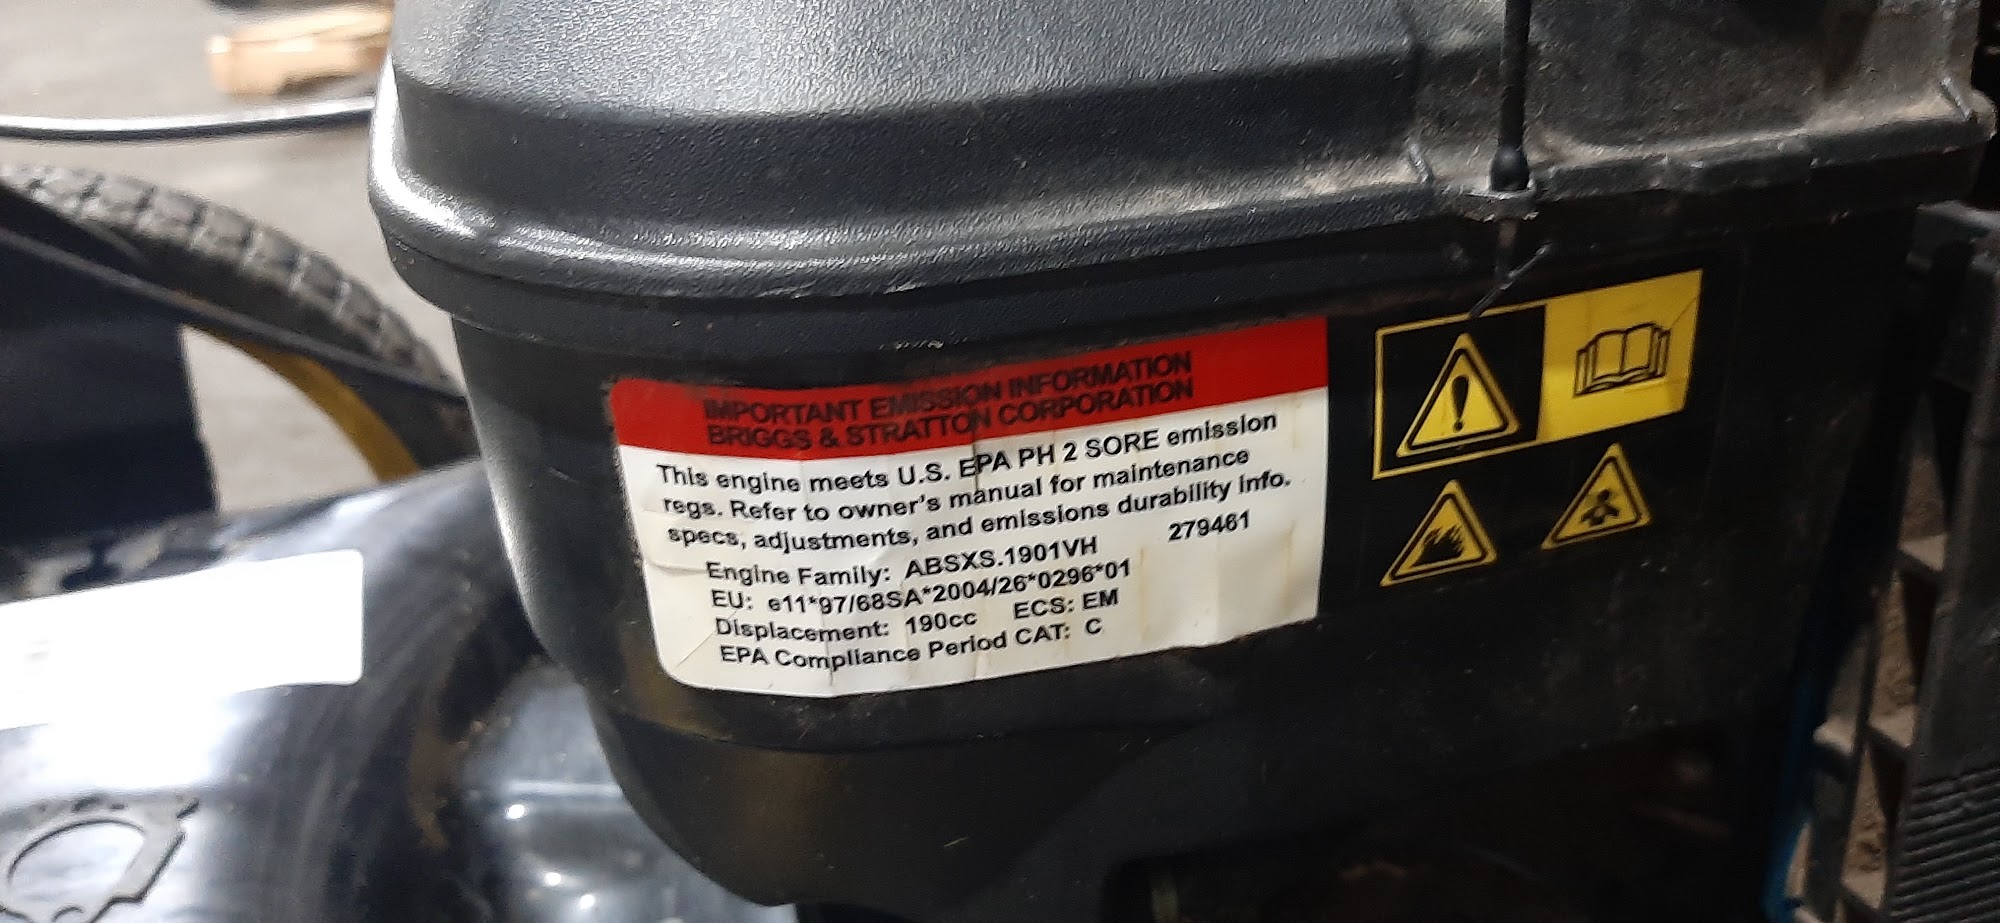 IMPORTANT EMISSION INFORMATION
BRIGGS & STRATTON CORPORATION
This engine meets U.S. EPA PH 2 SORE emission
regs. Refer to owner's manual for maintenance
specs, adjustments, and emissions durability info.
Engine Family: ABSXS.1901VH 279461
EU: e11*97/68SA*2004/26*0296*01
Displacement: 190cc ECS: EM
EPA Compliance Period CAT: C